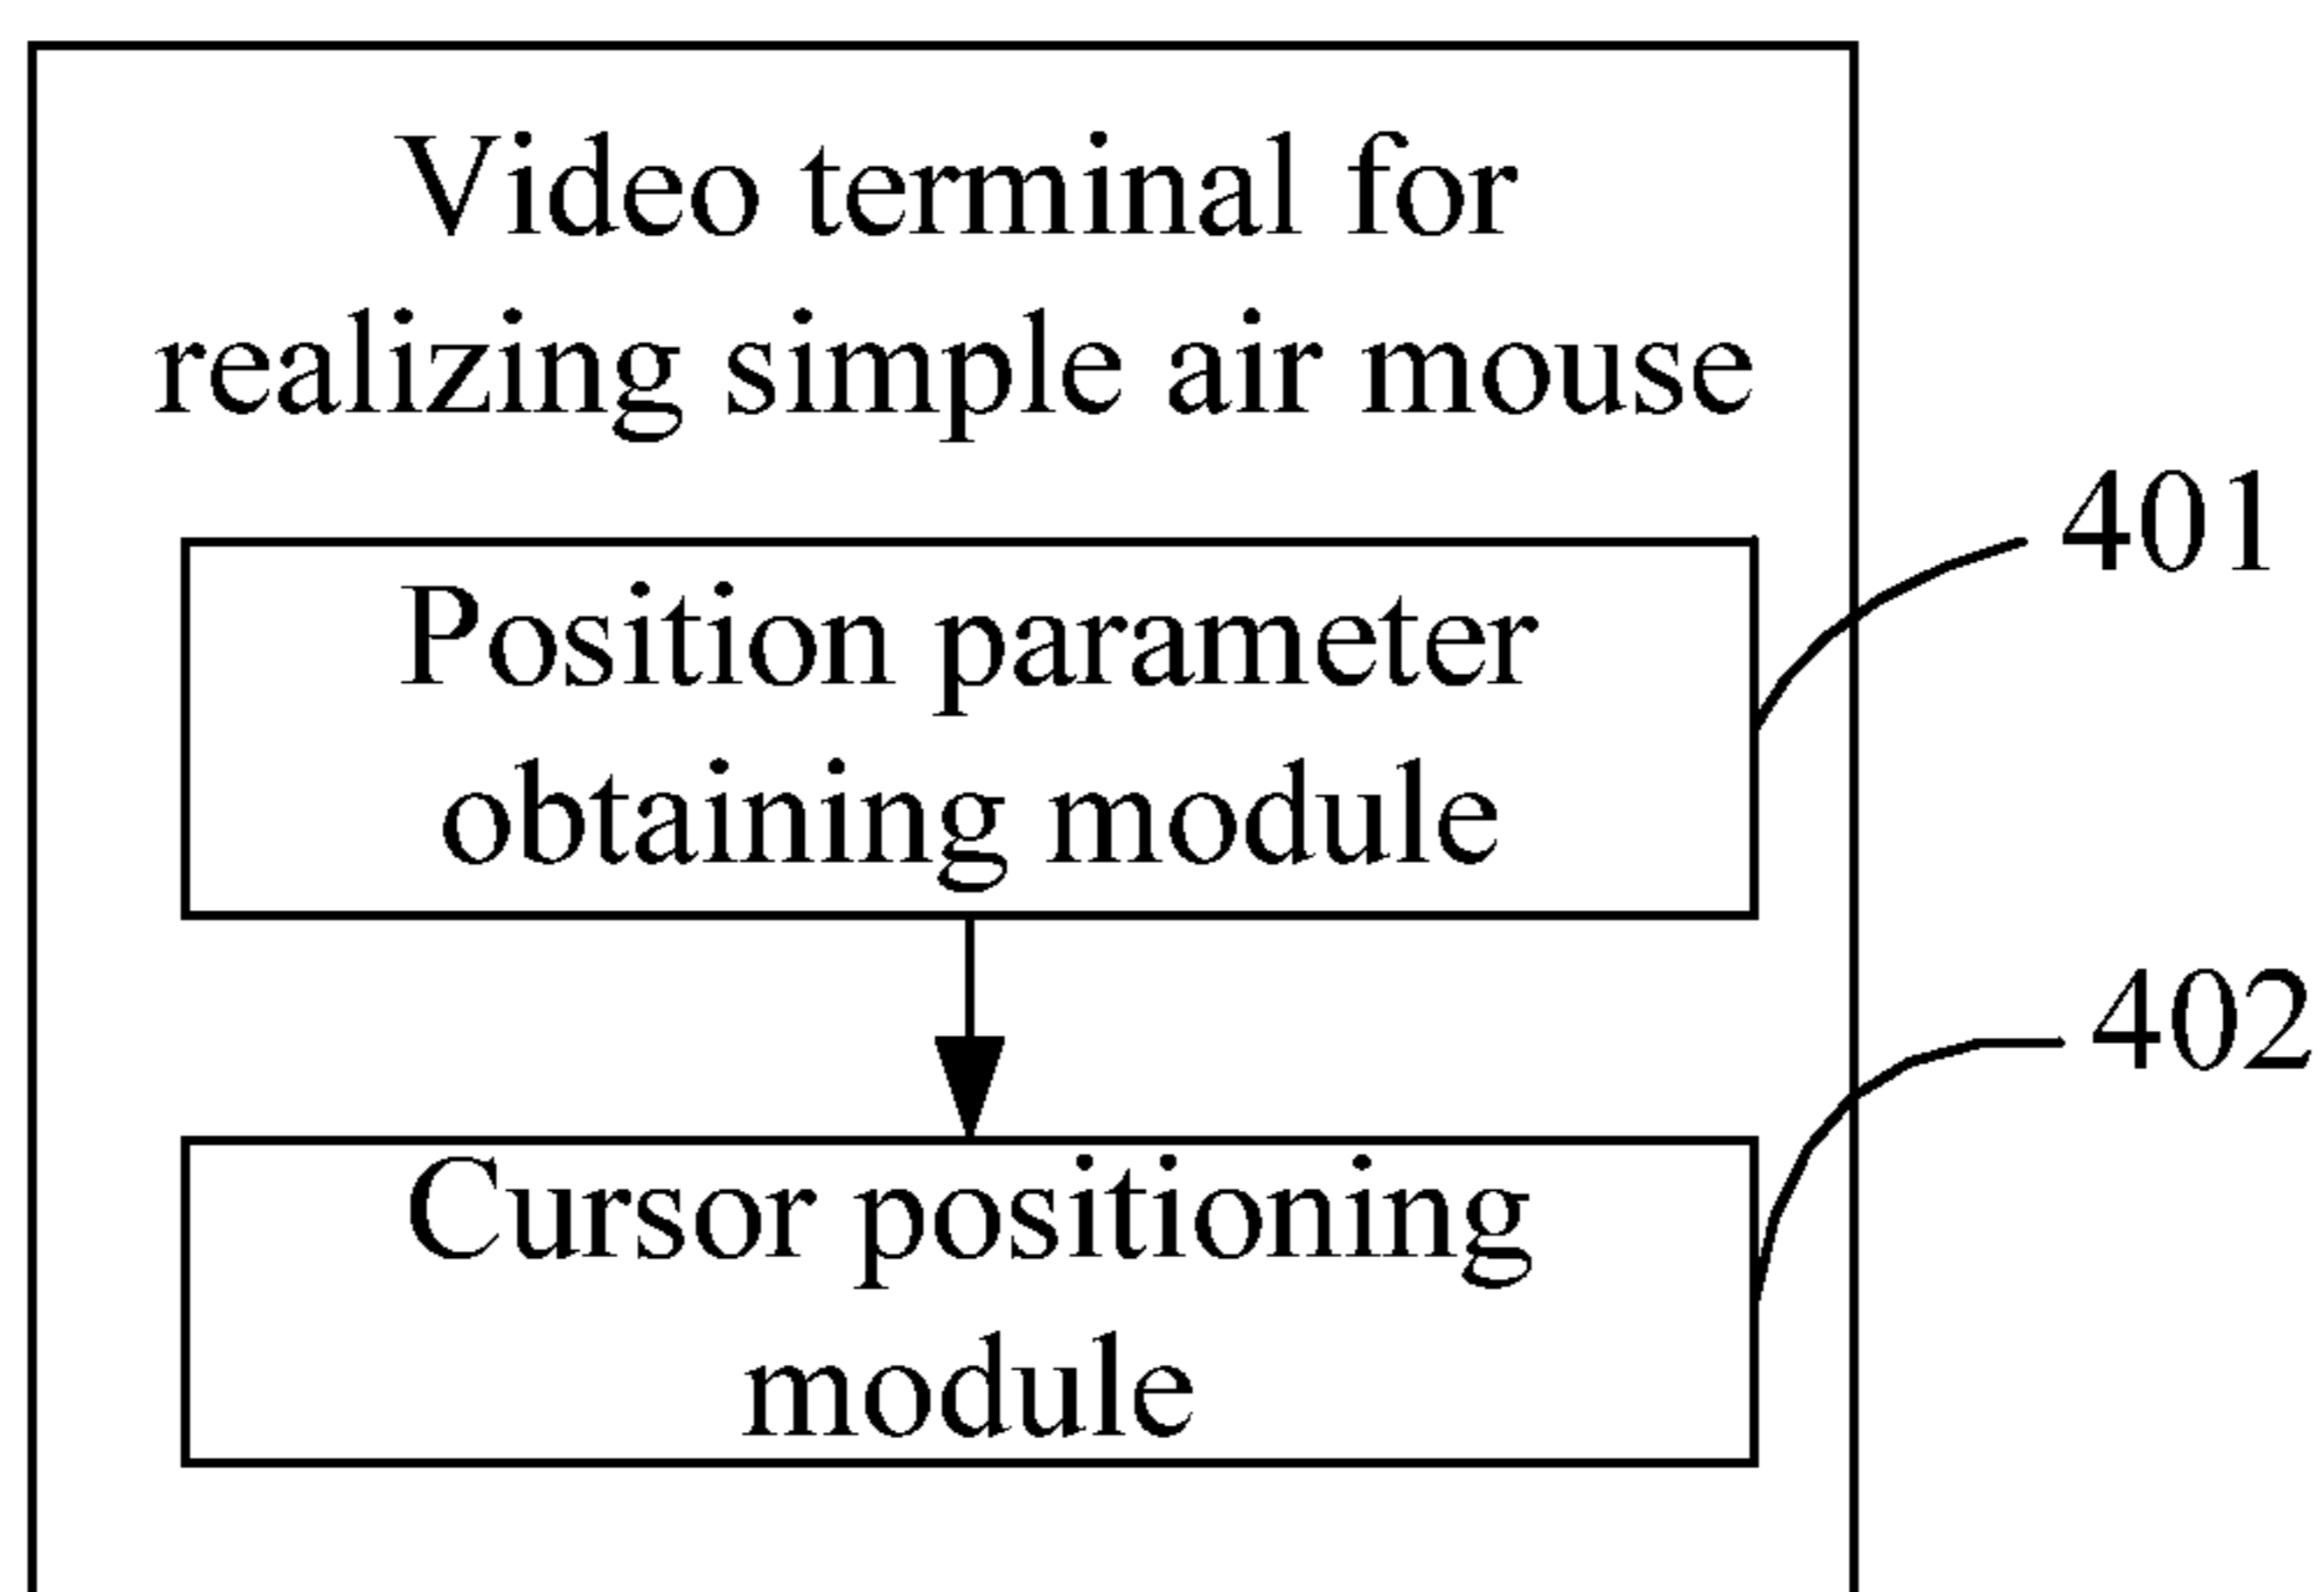 Video terminal for
realizing simple air mouse
401
Position parameter
obtaining module
402
Cursor positioning
module